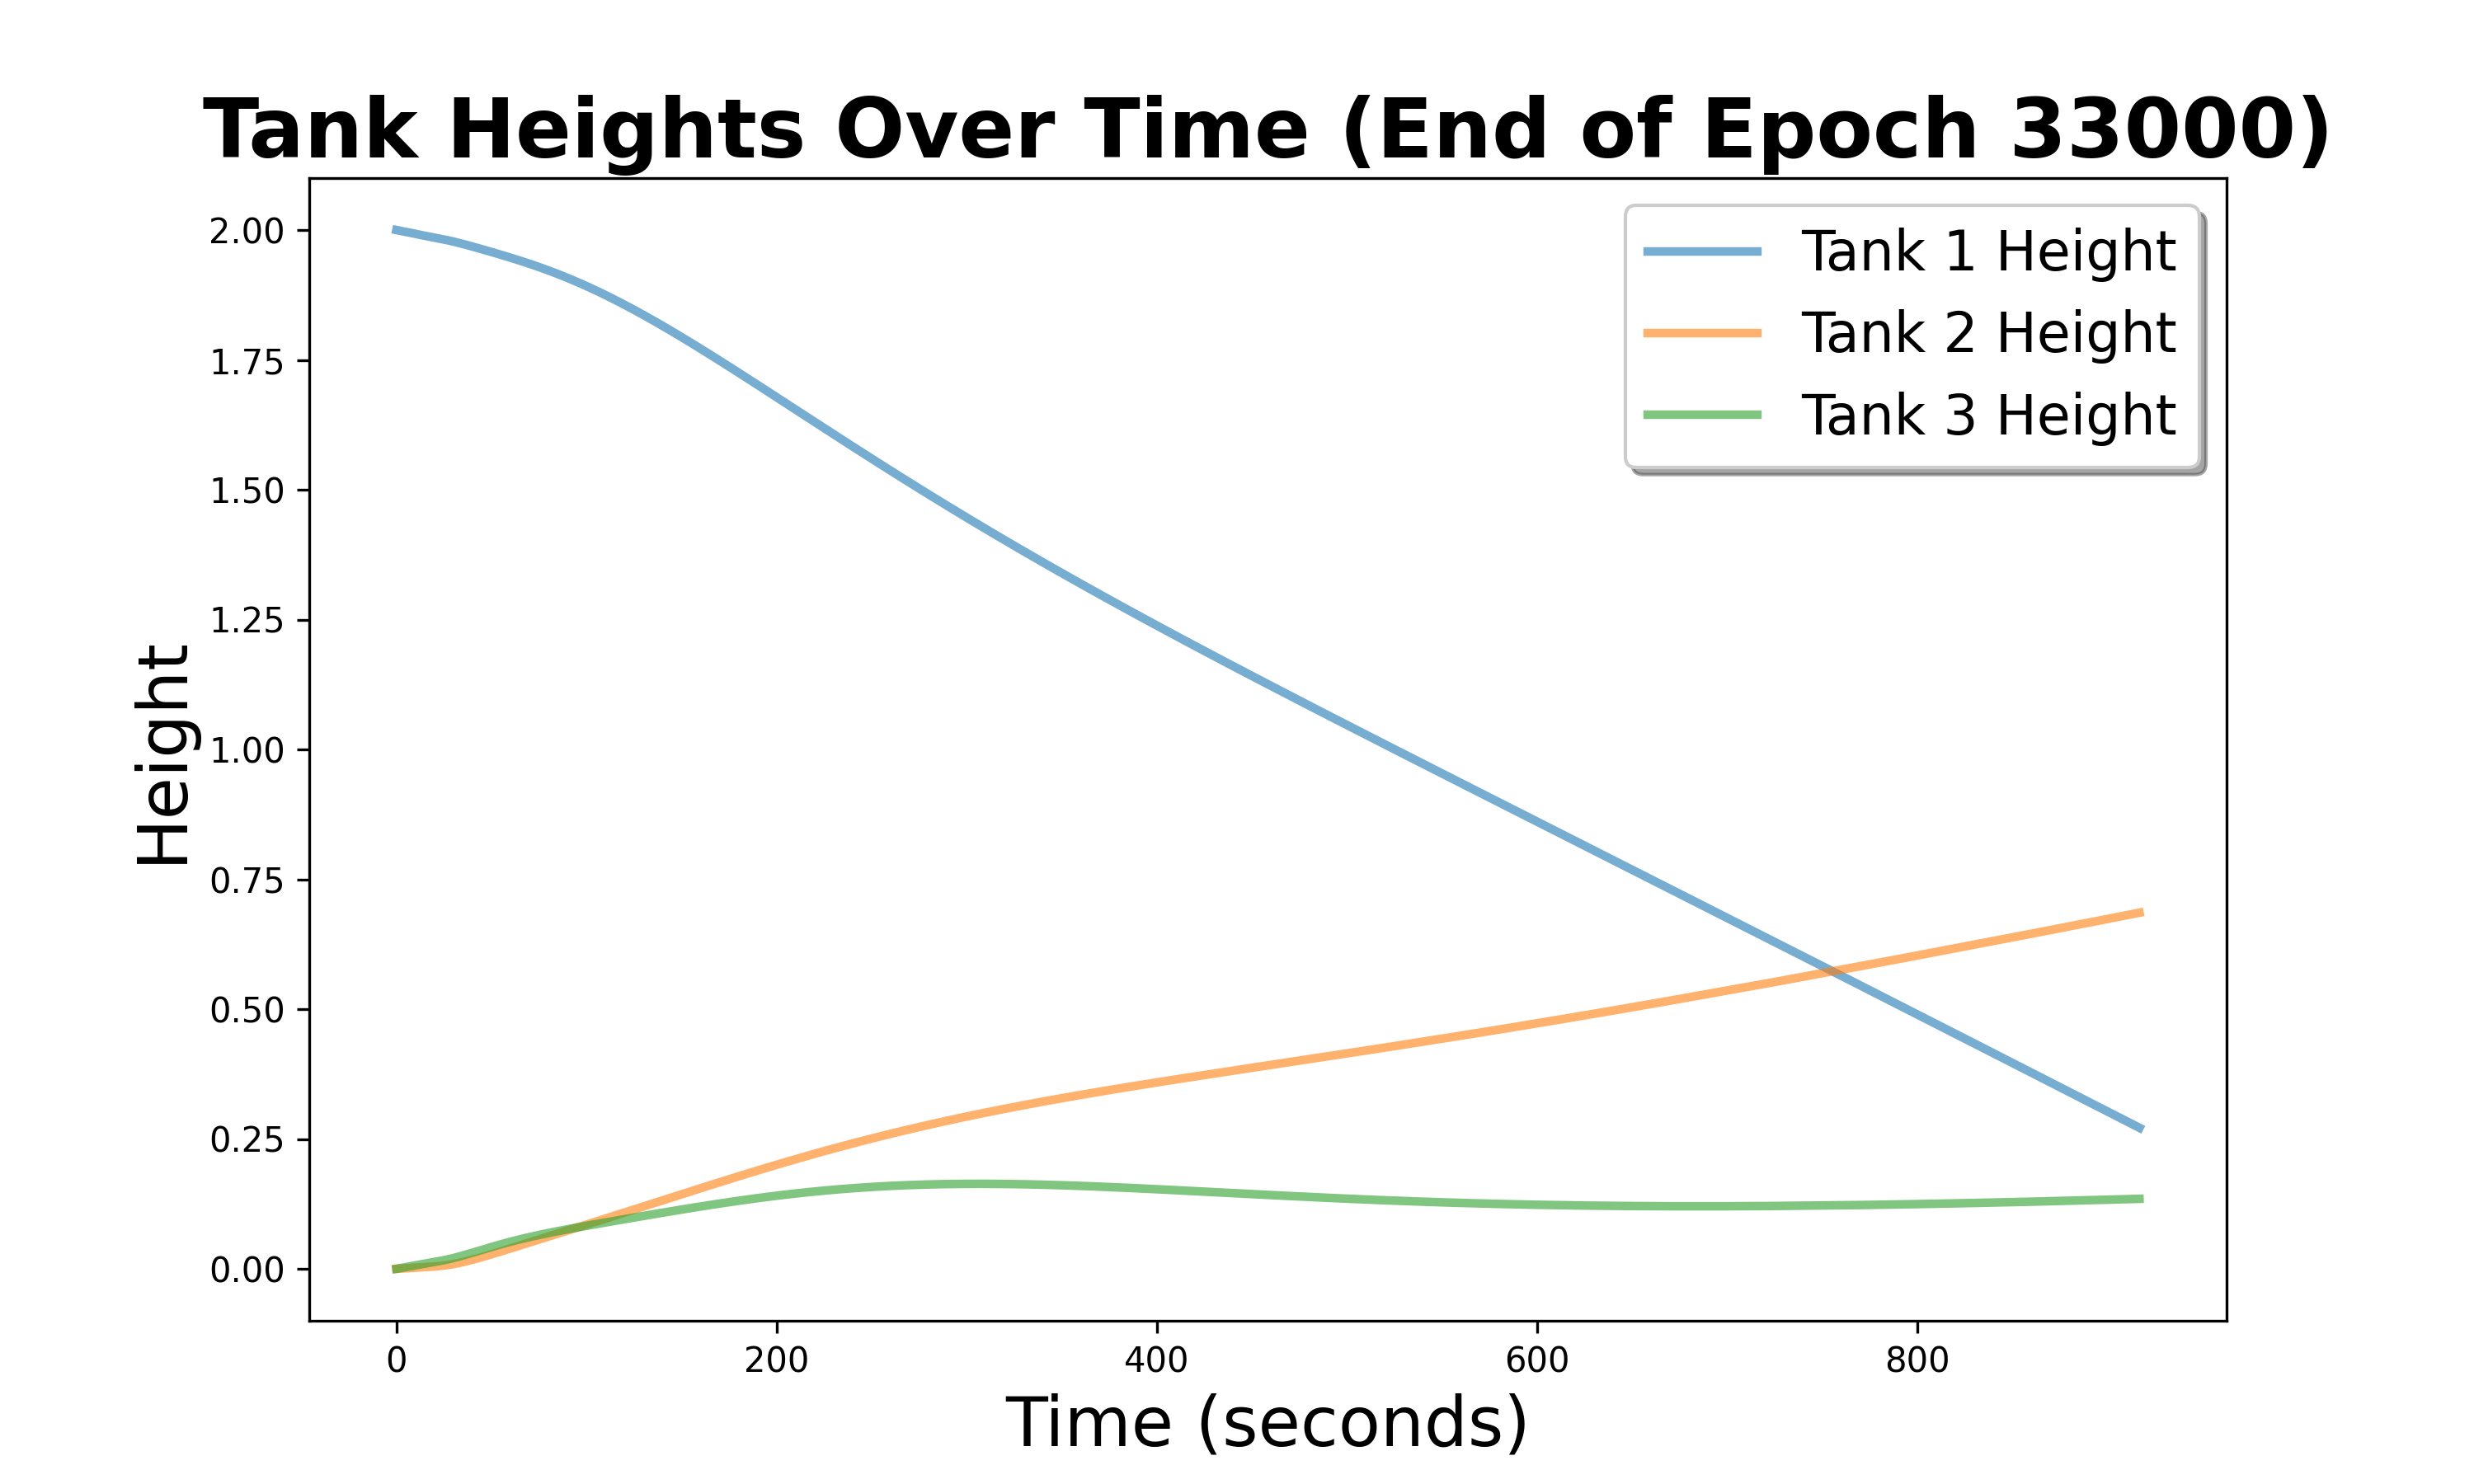 Tank Heights Over Time (End of Epoch 33000)
Tank 1 Height
Tank 2 Height
Tank 3 Height
Height
2.00
1.75
1.50
1.25
1.00
0.75
0.50
0.25
0.00
0 200 400 600 800
Time (seconds)